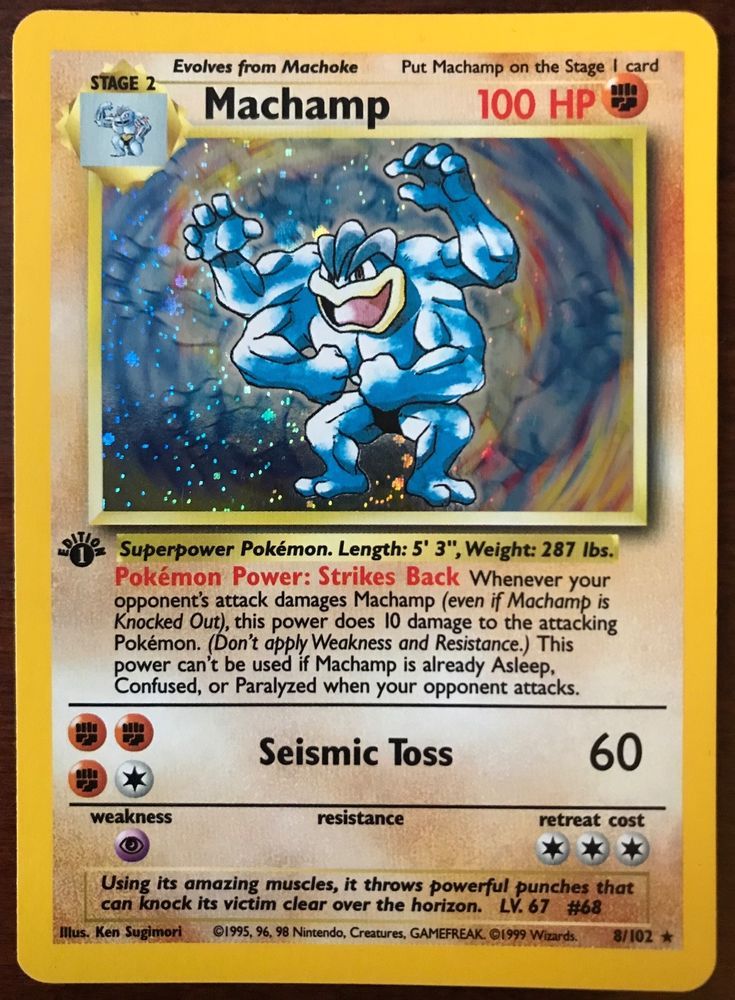 Evolves from Machoke Put Machamp on the Stage 1 card
STAGE 2
Machamp 100 HP
EDITION 1
Superpower Pokémon. Length: 5' 3", Weight: 287 lbs.
Pokémon Power: Strikes Back Whenever your
opponent's attack damages Machamp (even if Machamp is
Knocked Out), this power does 10 damage to the attacking
Pokémon. (Don't apply Weakness and Resistance.) This
power can't be used if Machamp is already Asleep,
Confused, or Paralyzed when your opponent attacks.
Seismic Toss 60
weakness resistance retreat cost
Using its amazing muscles, it throws powerful punches that
can knock its victim clear over the horizon. LV. 67 #68
Illus. Ken Sugimori ©1995, 96, 98 Nintendo, Creatures, GAMEFREAK. ©1999 Wizards. 8/102 ★